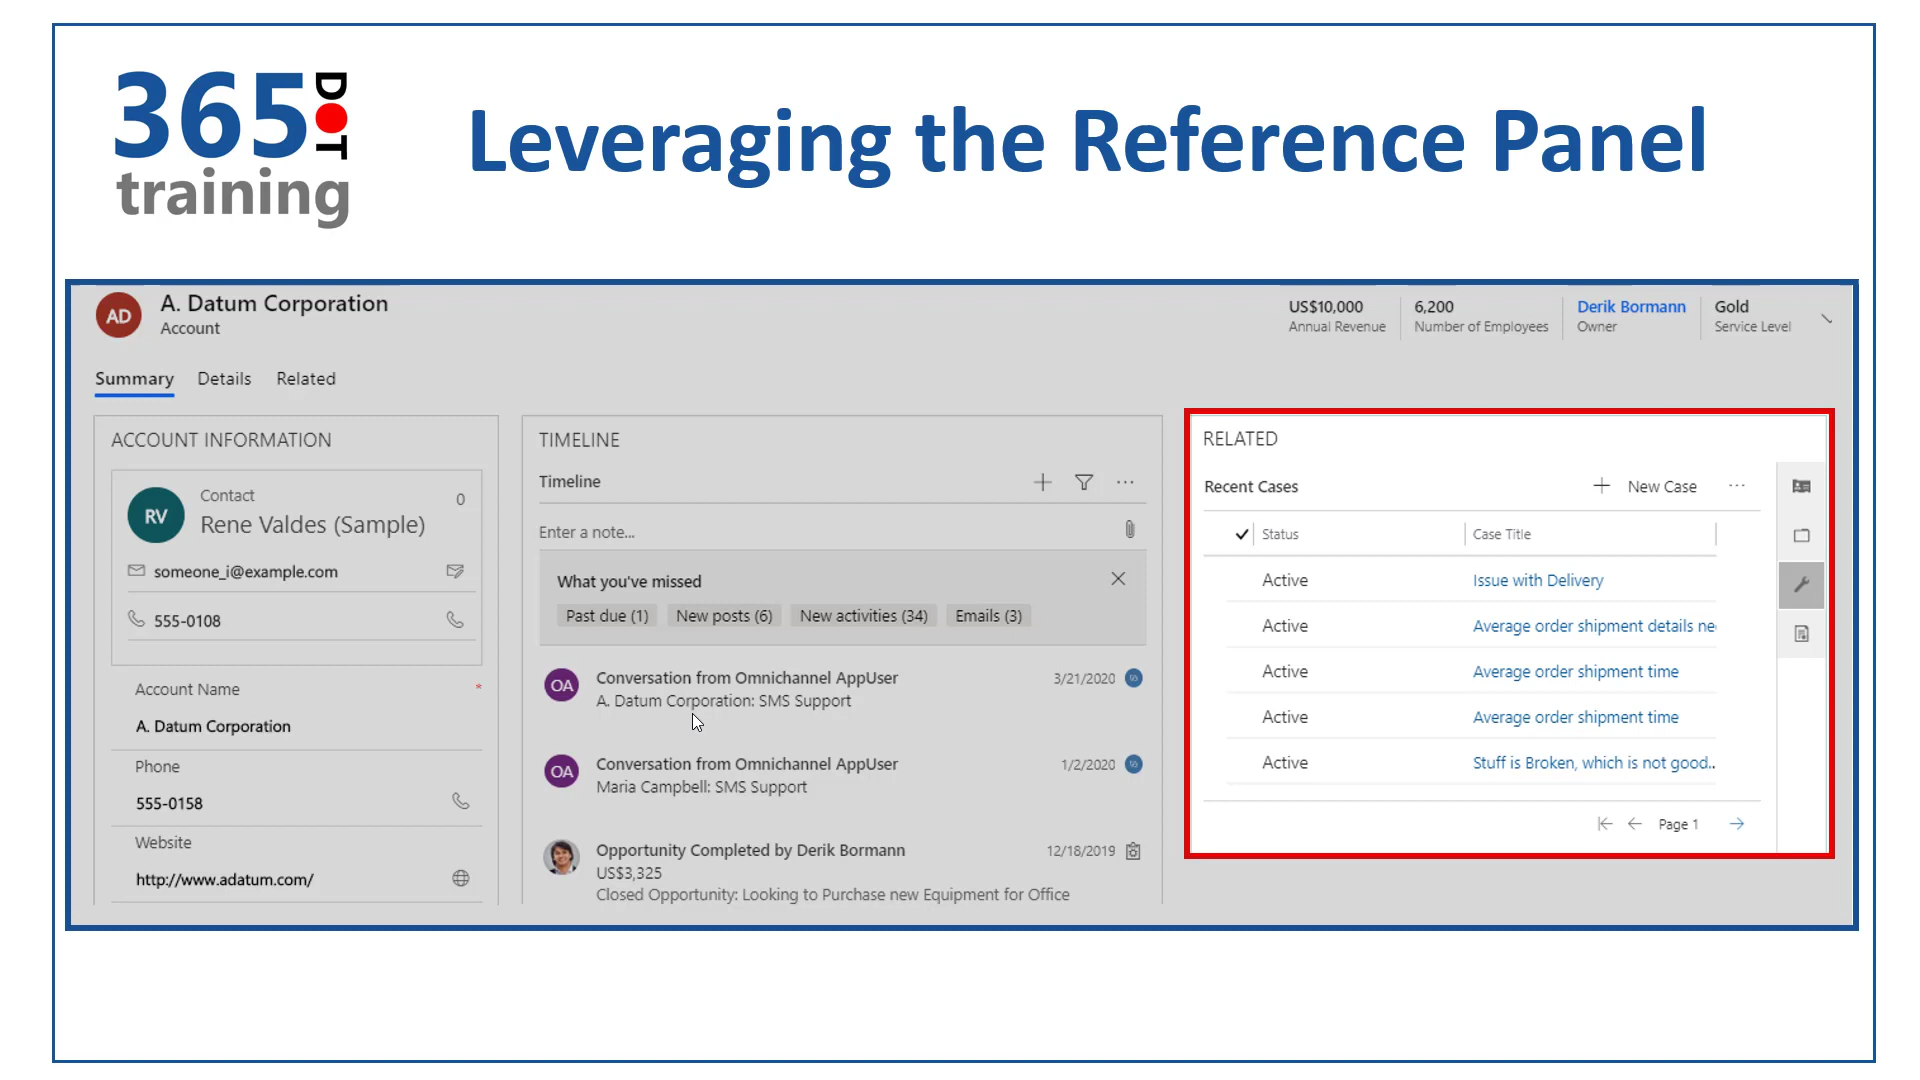 365 DOT
training
Leveraging the Reference Panel
AD
A. Datum Corporation
Account
US$10,000
Annual Revenue
6,200
Number of Employees
Derik Bormann
Owner
Gold
Service Level
Summary
Details
Related
ACCOUNT INFORMATION
RV
Contact
0
Rene Valdes (Sample)
someone_i@example.com
555-0108
Account Name *
A. Datum Corporation
Phone
555-0158
Website
http://www.adatum.com/
TIMELINE
Timeline
Enter a note...
What you've missed
Past due (1)
New posts (6)
New activities (34)
Emails (3)
OA
Conversation from Omnichannel AppUser
3/21/2020
A. Datum Corporation: SMS Support
OA
Conversation from Omnichannel AppUser
1/2/2020
Maria Campbell: SMS Support
Opportunity Completed by Derik Bormann
12/18/2019
US$3,325
Closed Opportunity: Looking to Purchase new Equipment for Office
RELATED
Recent Cases
New Case
Status
Case Title
Active
Issue with Delivery
Active
Average order shipment details ne
Active
Average order shipment time
Active
Average order shipment time
Active
Stuff is Broken, which is not good..
Page 1